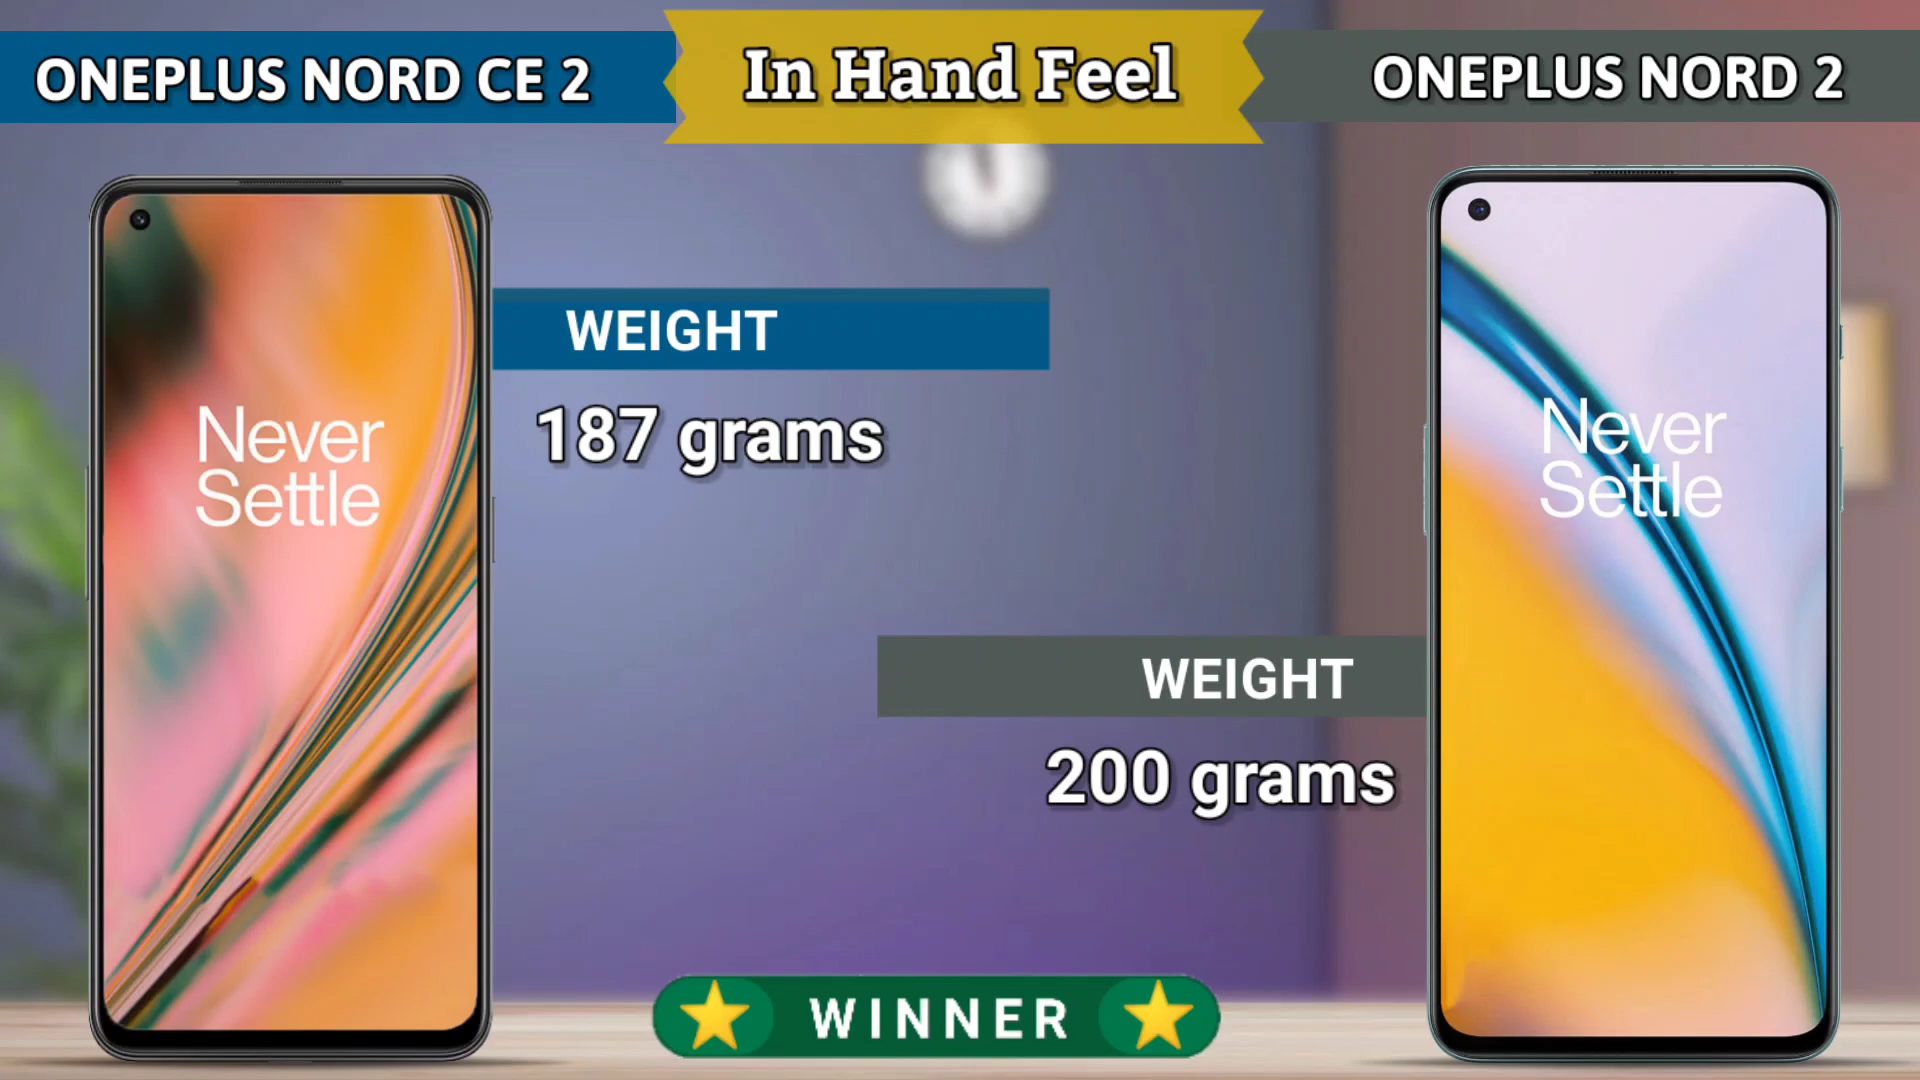 ONEPLUS NORD CE 2
In Hand Feel
ONEPLUS NORD 2
Never
Settle
WEIGHT
187 grams
Never
Settle
WEIGHT
200 grams
WINNER